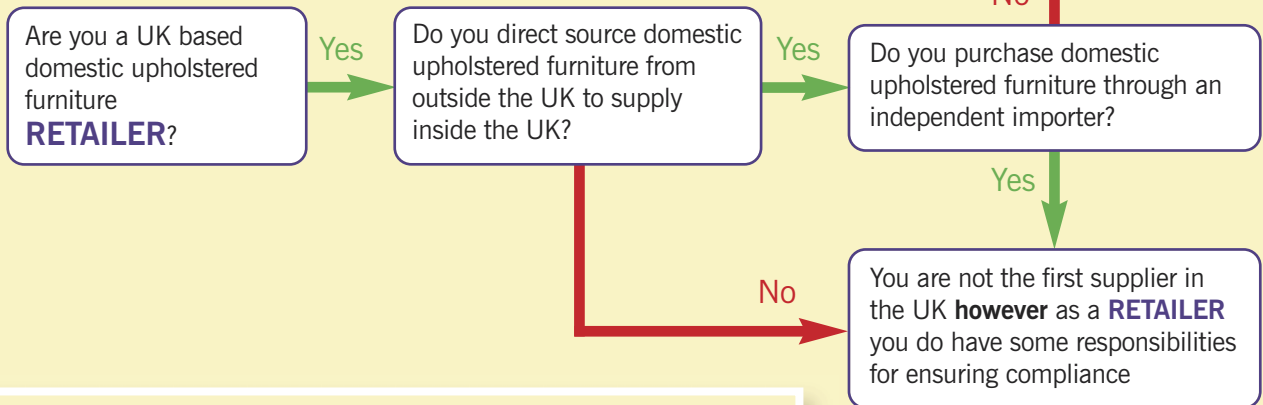 No
Are you a UK based
domestic upholstered
furniture
RETAILER?
Yes
Do you direct source domestic
upholstered furniture from
outside the UK to supply
inside the UK?
Yes
Do you purchase domestic
upholstered furniture through an
independent importer?
Yes
No
You are not the first supplier in
the UK however as a RETAILER
you do have some responsibilities
for ensuring compliance